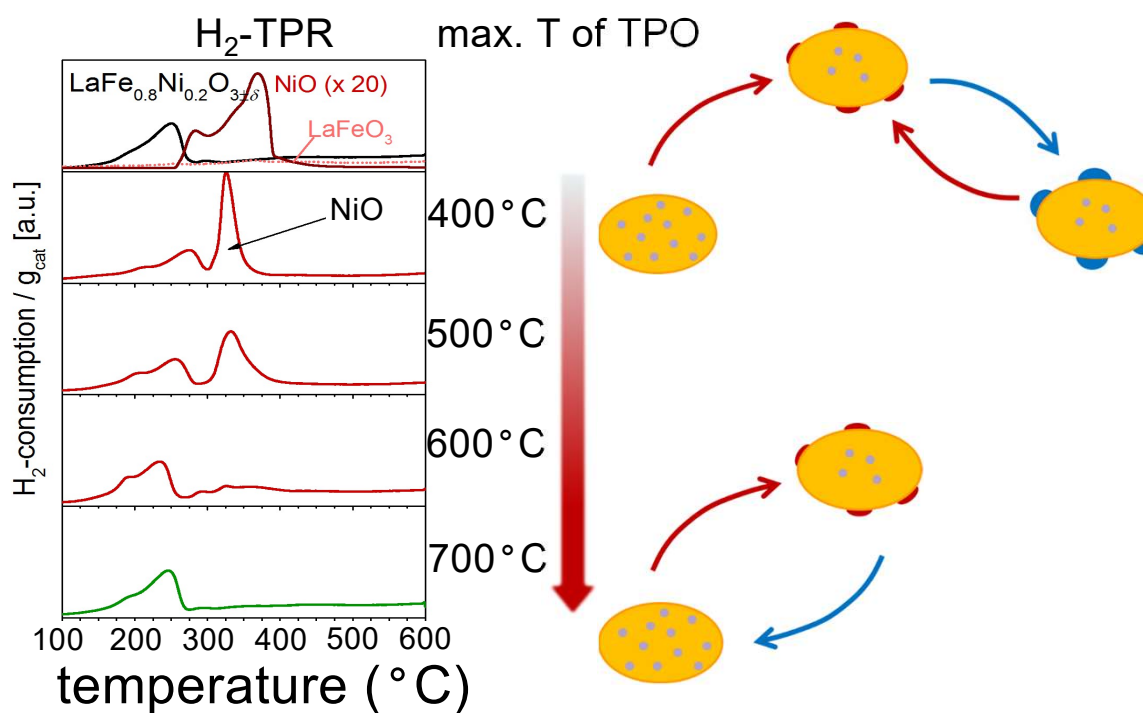 H₂-TPR
max. T of TPO
LaFe₀.₈Ni₀.₂O₃±δ
NiO (x 20)
LaFeO₃
NiO
400°C
500°C
600°C
700°C
H₂-consumption / g_cat [a.u.]
100 200 300 400 500 600
temperature (°C)